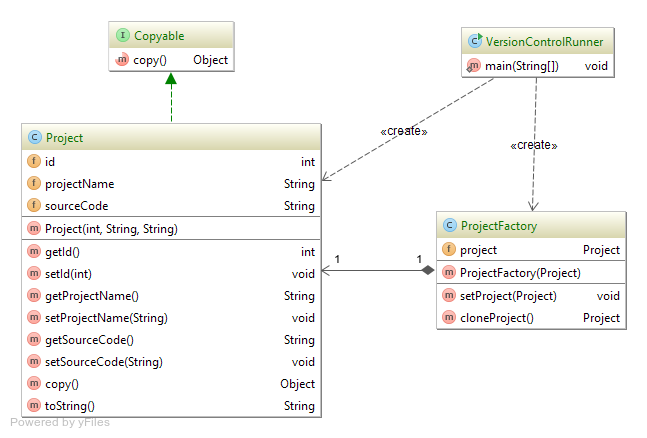 I Copyable
m copy() Object
C VersionControlRunner
m main(String[]) void
«create»
«create»
C Project
f id int
f projectName String
f sourceCode String
m Project(int, String, String)
m getId() int
m setId(int) void
m getProjectName() String
m setProjectName(String) void
m getSourceCode() String
m setSourceCode(String) void
m copy() Object
m toString() String
1 1
C ProjectFactory
f project Project
m ProjectFactory(Project)
m setProject(Project) void
m cloneProject() Project
Powered by yFiles